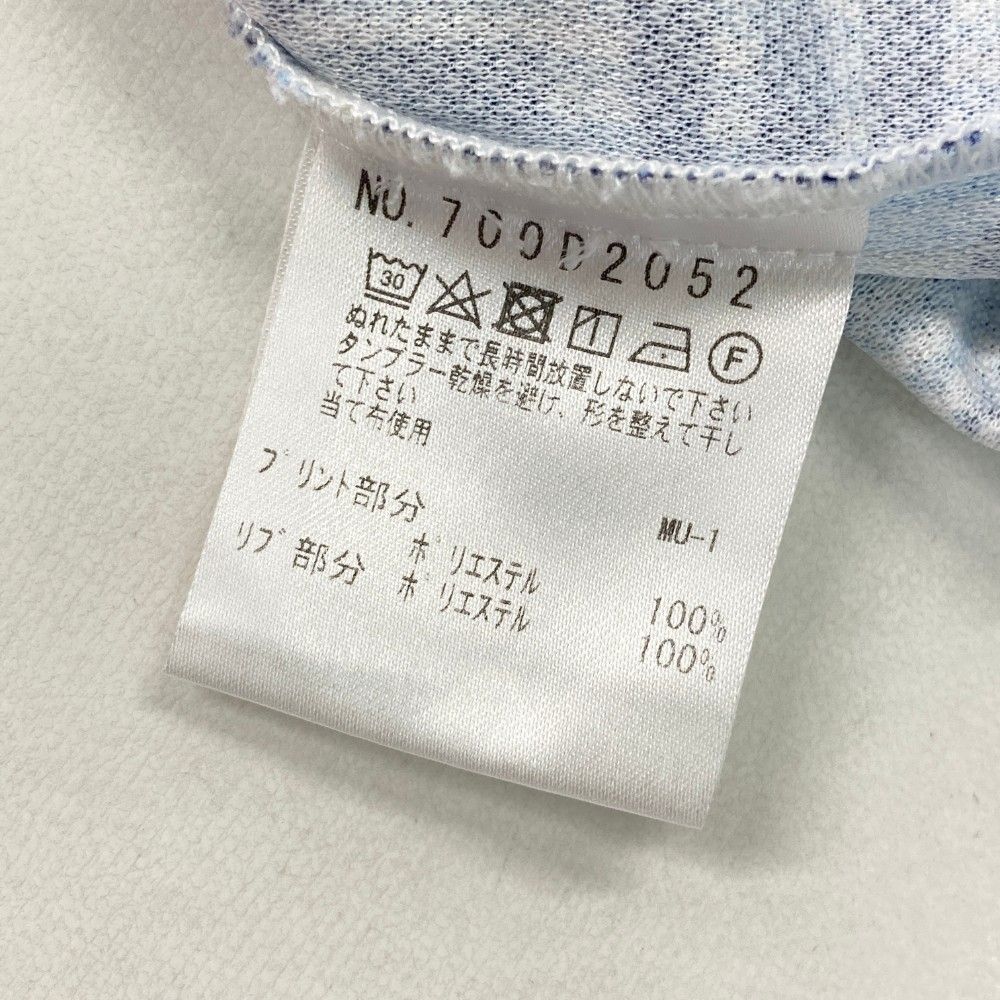 NO. 700D2052
30
F
ぬれたままで長時間放置しないで下さい
タンブラー乾燥を避け、形を整えて干し
て下さい
当て布使用
MU-1
プリント部分
ポリエステル 100%
リブ部分 ポリエステル 100%